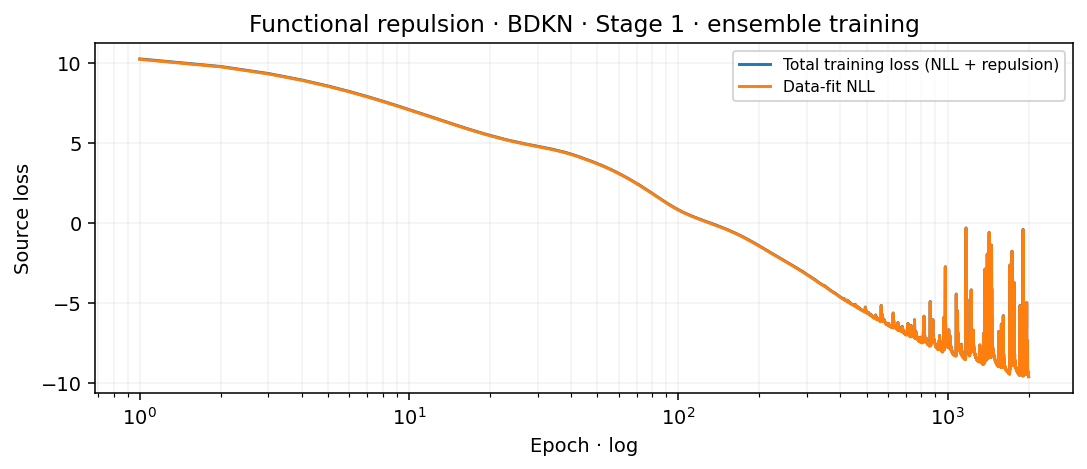 Functional repulsion · BDKN · Stage 1 · ensemble training
Total training loss (NLL + repulsion)
Data-fit NLL
10
5
0
−5
−10
Source loss
10⁰
10¹
10²
10³
Epoch · log